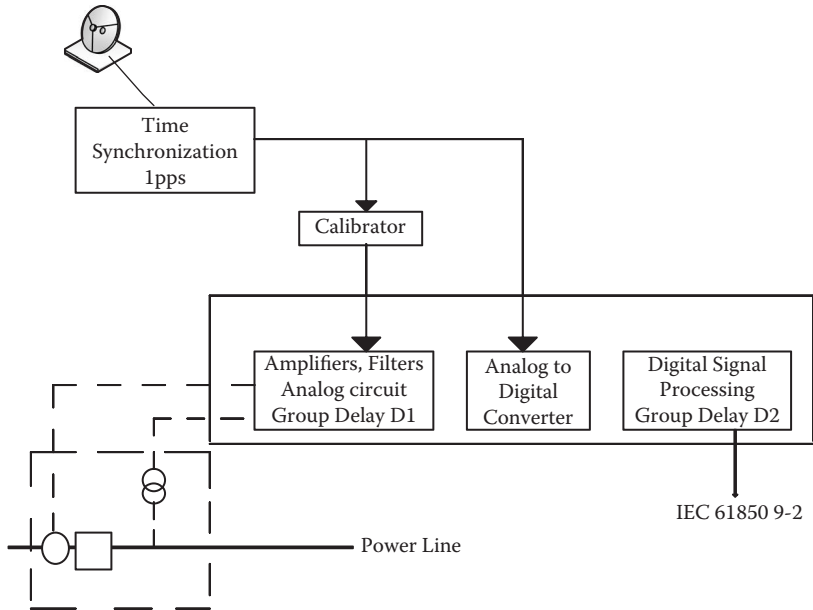 Time
Synchronization
1pps
Calibrator
Amplifiers, Filters
Analog circuit
Group Delay D1
Analog to
Digital
Converter
Digital Signal
Processing
Group Delay D2
IEC 61850 9-2
Power Line